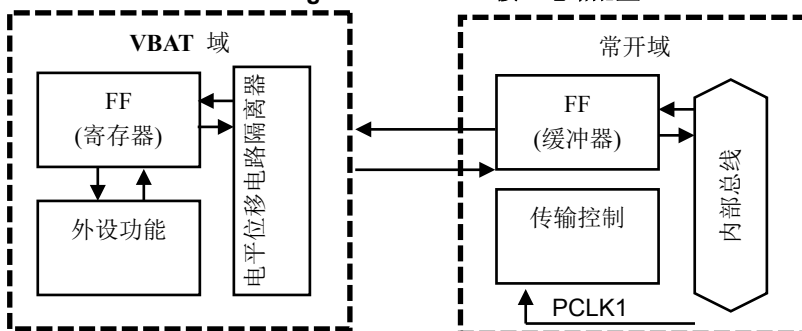 VBAT 域
FF
(寄存器)
外设功能
电平位移电路隔离器
常开域
FF
(缓冲器)
传输控制
内部总线
PCLK1